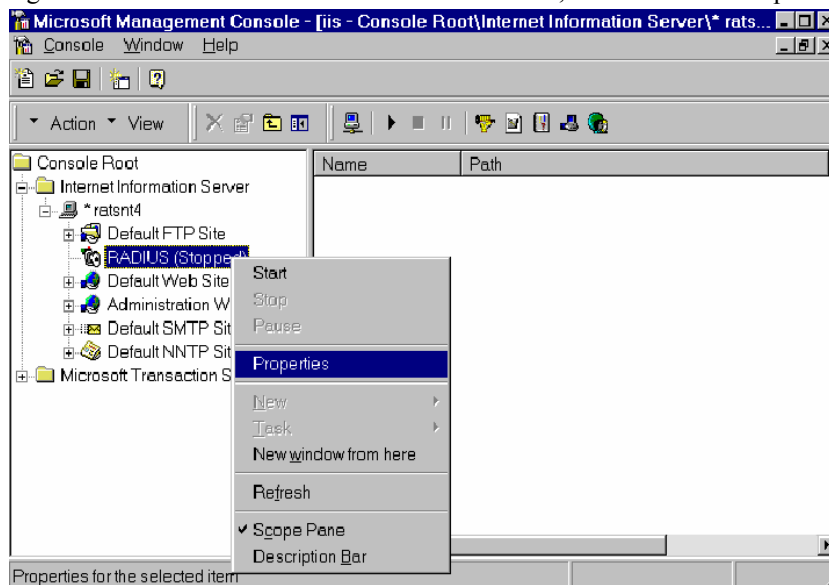 Microsoft Management Console - [iis - Console Root\Internet Information Server\* rats...
Console Window Help
Action View
Console Root
Internet Information Server
* ratsnt4
Default FTP Site
RADIUS (Stopped)
Default Web Site
Administration W
Default SMTP Sit
Default NNTP Sit
Microsoft Transaction S
Name Path
Start
Stop
Pause
Properties
New
Task
New window from here
Refresh
Scope Pane
Description Bar
Properties for the selected item